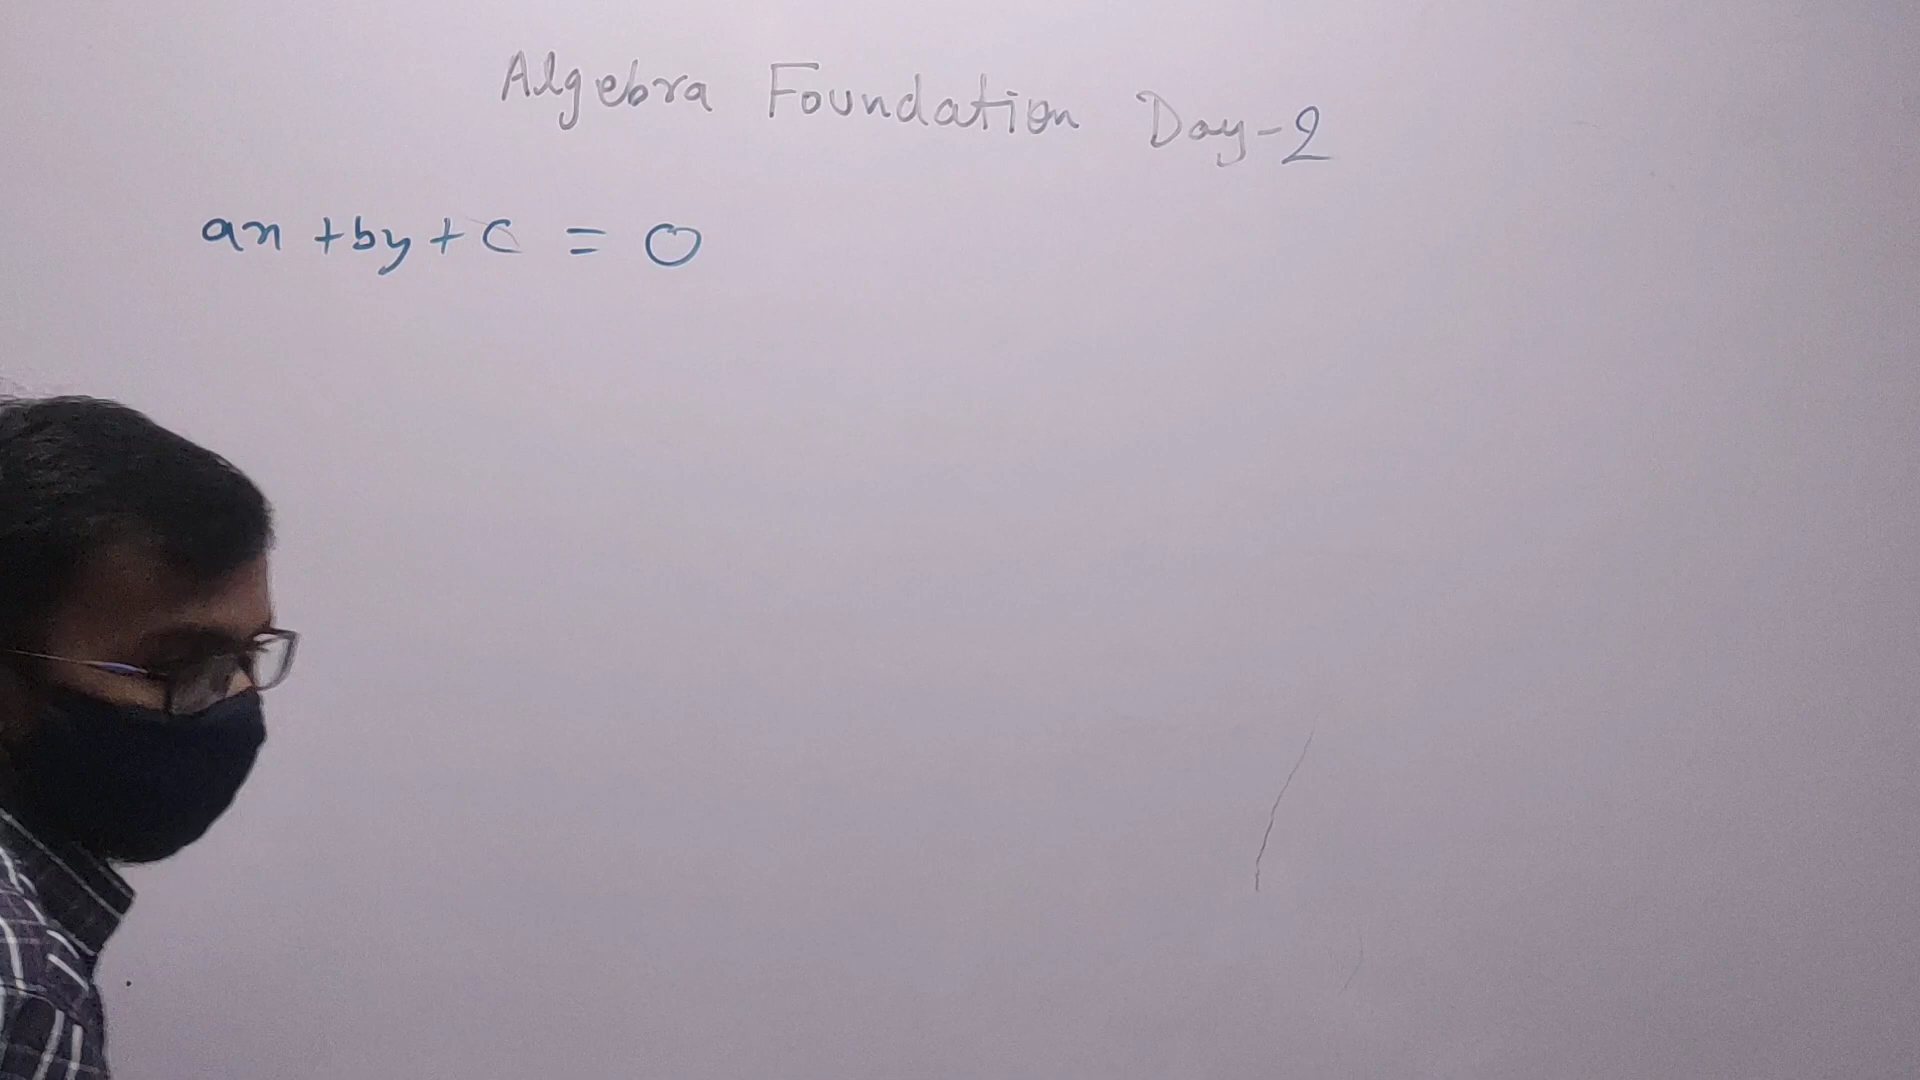 Algebra Foundation Day-2
ax + by + c = 0